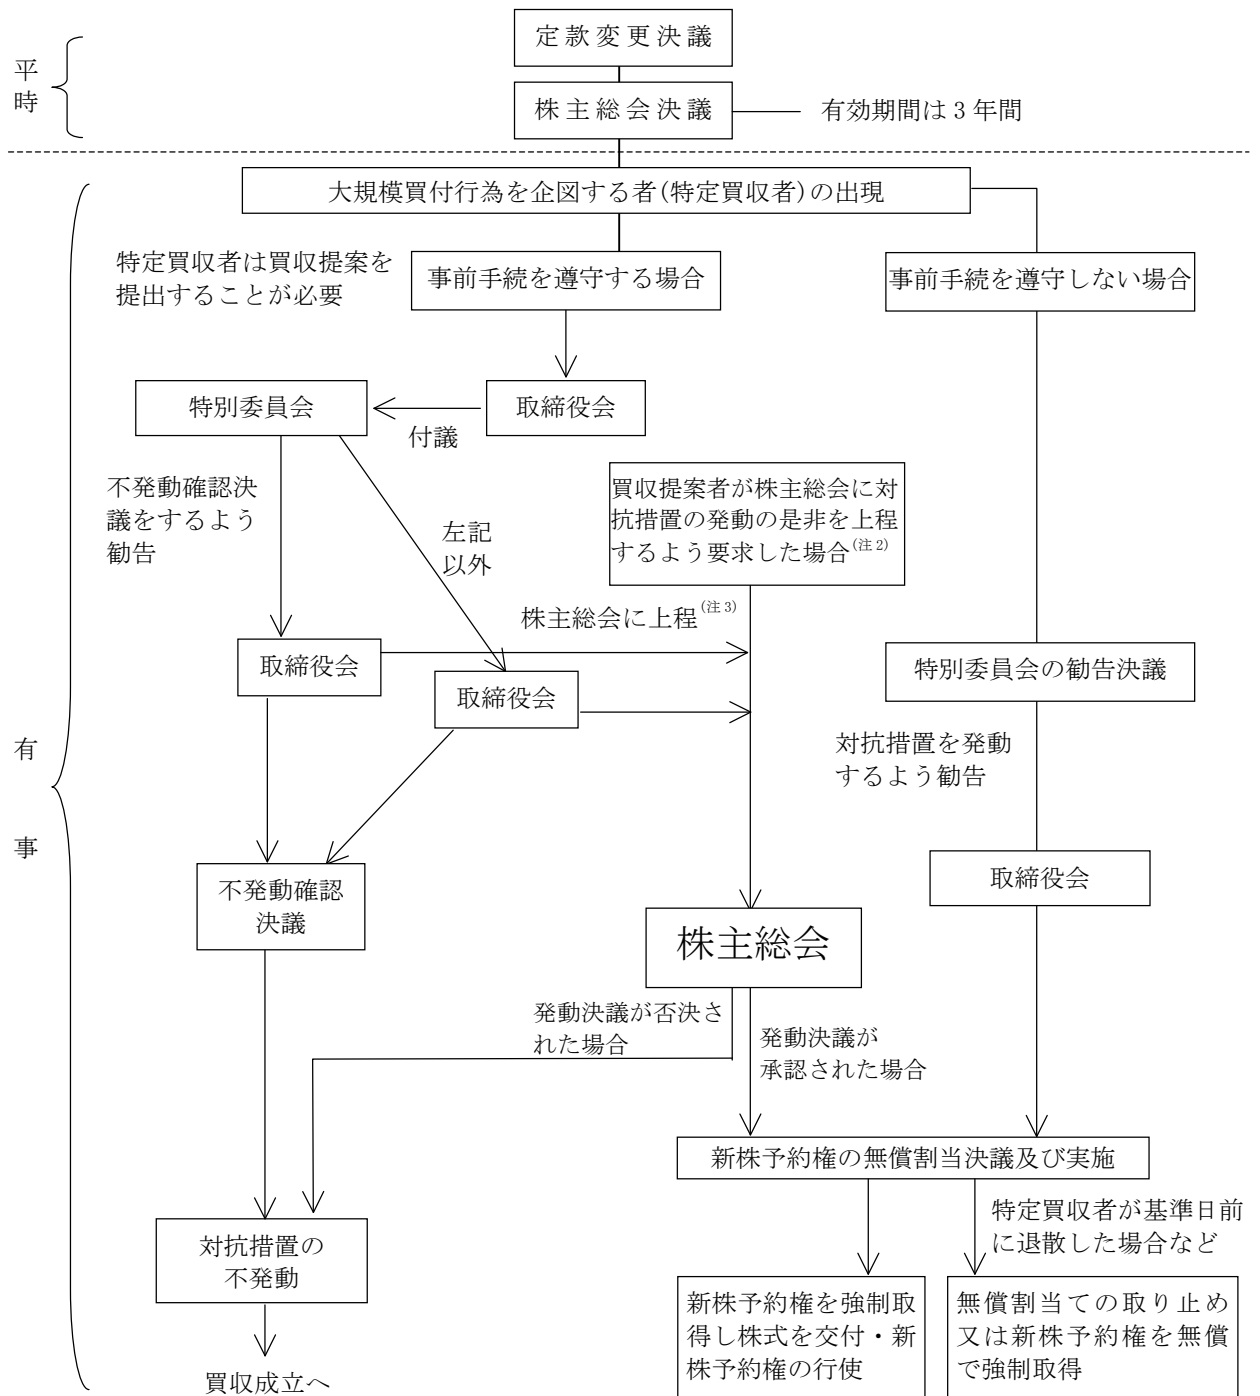 定款変更決議
平
時
株主総会決議
有効期間は3年間
大規模買付行為を企図する者(特定買収者)の出現
特定買収者は買収提案を
提出することが必要
事前手続を遵守する場合
事前手続を遵守しない場合
特別委員会
取締役会
付議
不発動確認決
議をするよう
勧告
左記
以外
買収提案者が株主総会に対
抗措置の発動の是非を上程
するよう要求した場合(注2)
株主総会に上程(注3)
取締役会
取締役会
特別委員会の勧告決議
対抗措置を発動
するよう勧告
有
事
不発動確認
決議
取締役会
株主総会
発動決議が否決さ
れた場合
発動決議が
承認された場合
新株予約権の無償割当決議及び実施
特定買収者が基準日前
に退散した場合など
対抗措置の
不発動
新株予約権を強制取
得し株式を交付・新
株予約権の行使
無償割当ての取り止め
又は新株予約権を無償
で強制取得
買収成立へ